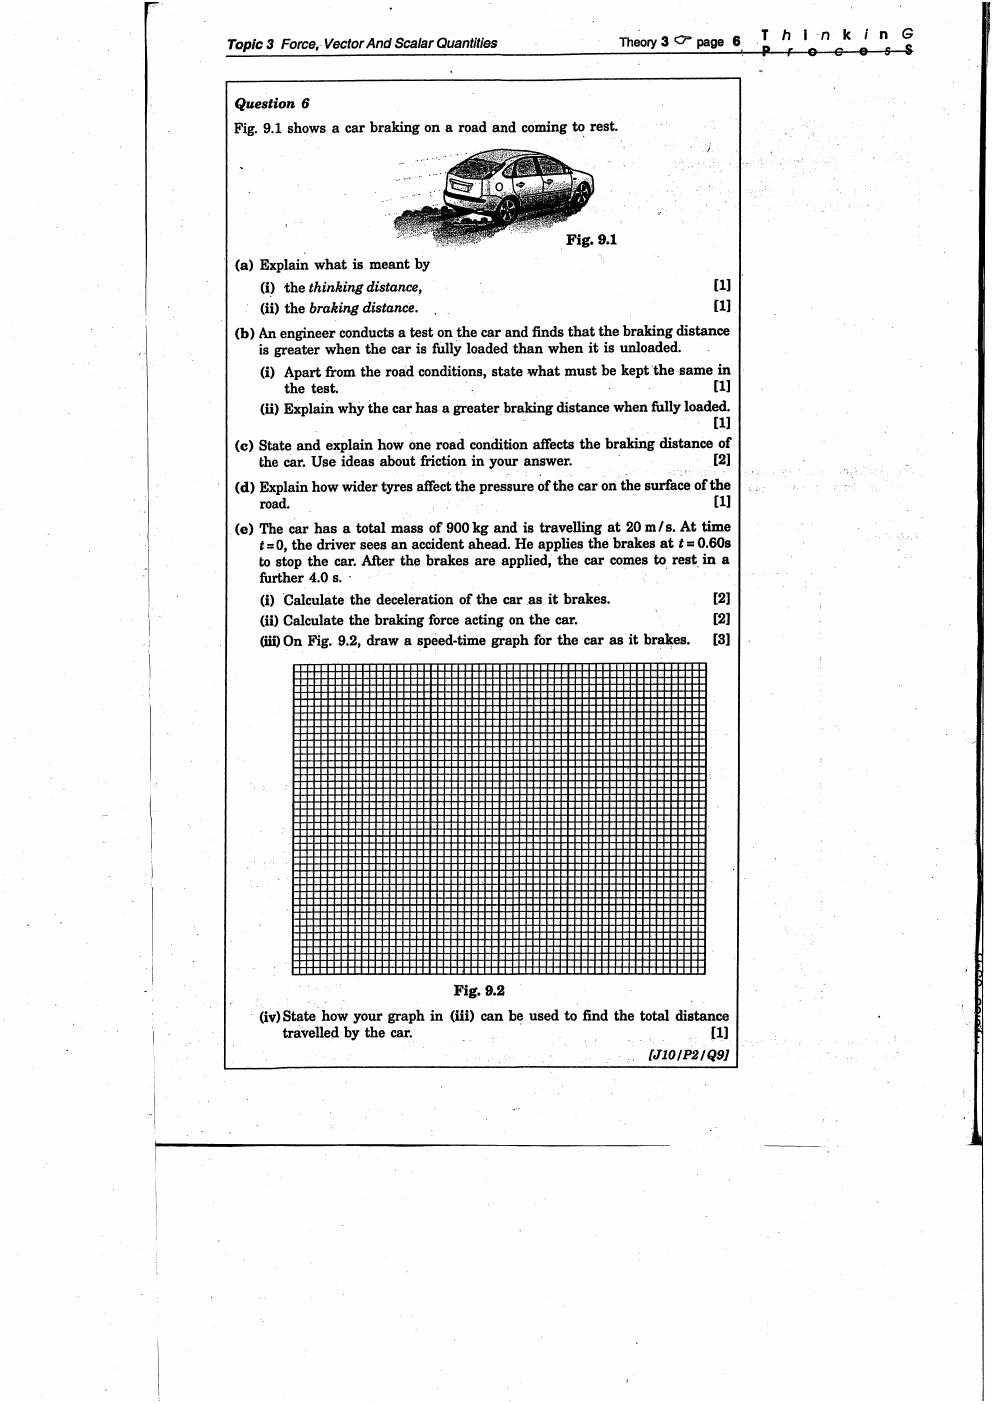 Topic 3 Force, Vector And Scalar Quantities
Theory 3 page 6
T h I n k i n G
P r o c e s S
Question 6
Fig. 9.1 shows a car braking on a road and coming to rest.
Fig. 9.1
(a) Explain what is meant by
(i) the thinking distance, [1]
(ii) the braking distance. [1]
(b) An engineer conducts a test on the car and finds that the braking distance
is greater when the car is fully loaded than when it is unloaded.
(i) Apart from the road conditions, state what must be kept the same in
the test. [1]
(ii) Explain why the car has a greater braking distance when fully loaded.
[1]
(c) State and explain how one road condition affects the braking distance of
the car. Use ideas about friction in your answer. [2]
(d) Explain how wider tyres affect the pressure of the car on the surface of the
road. [1]
(e) The car has a total mass of 900 kg and is travelling at 20 m/s. At time
t=0, the driver sees an accident ahead. He applies the brakes at t = 0.60s
to stop the car. After the brakes are applied, the car comes to rest in a
further 4.0 s.
(i) Calculate the deceleration of the car as it brakes. [2]
(ii) Calculate the braking force acting on the car. [2]
(iii) On Fig. 9.2, draw a speed-time graph for the car as it brakes. [3]
Fig. 9.2
(iv) State how your graph in (iii) can be used to find the total distance
travelled by the car. [1]
[J10/P2/Q9]